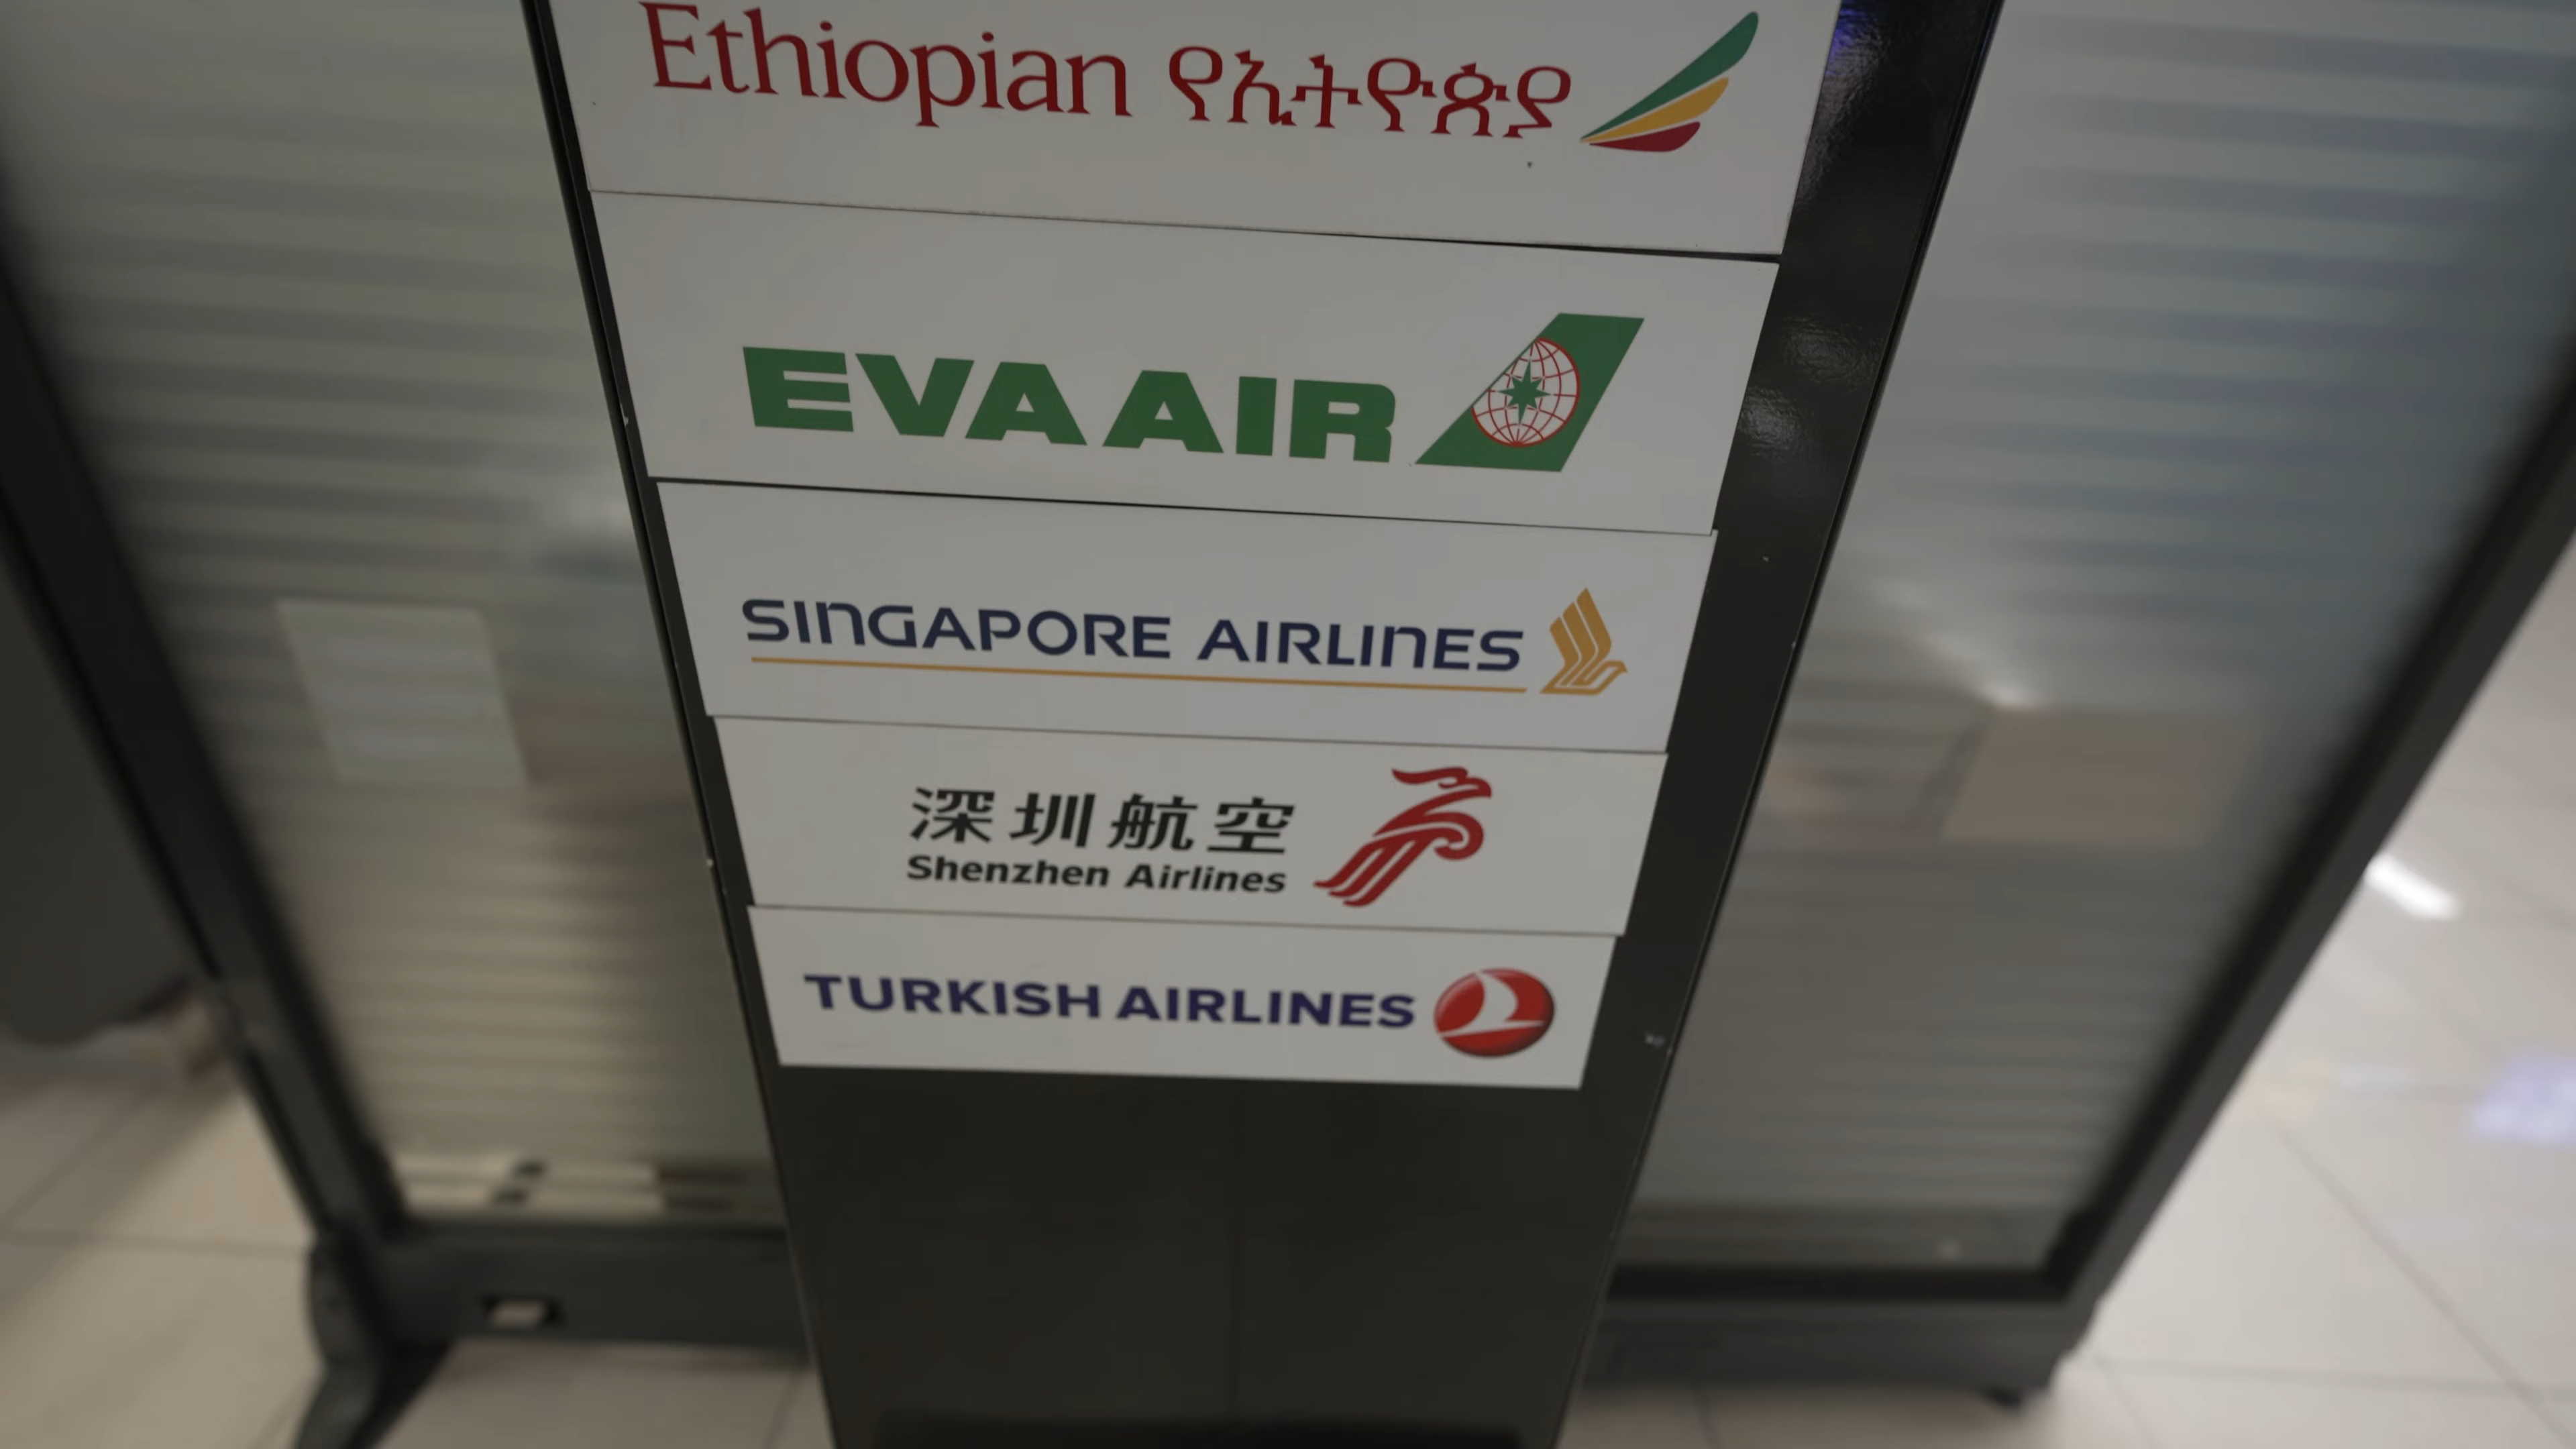 Ethiopian የኢትዮጵያ
EVA AIR
SINGAPORE AIRLINES
深圳航空
Shenzhen Airlines
TURKISH AIRLINES